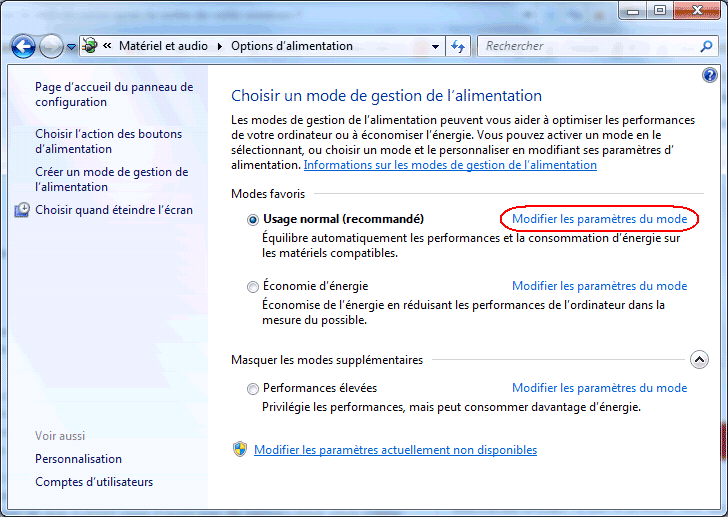 « Matériel et audio Options d'alimentation
Rechercher
Page d'accueil du panneau de
configuration
Choisir l'action des boutons
d'alimentation
Créer un mode de gestion de
l'alimentation
Choisir quand éteindre l'écran
Voir aussi
Personnalisation
Comptes d'utilisateurs
Choisir un mode de gestion de l'alimentation
Les modes de gestion de l'alimentation peuvent vous aider à optimiser les performances
de votre ordinateur ou à économiser l'énergie. Vous pouvez activer un mode en le
sélectionnant, ou choisir un mode et le personnaliser en modifiant ses paramètres d'
alimentation. Informations sur les modes de gestion de l'alimentation
Modes favoris
Usage normal (recommandé) Modifier les paramètres du mode
Équilibre automatiquement les performances et la consommation d'énergie sur
les matériels compatibles.
Économie d'énergie Modifier les paramètres du mode
Économise de l'énergie en réduisant les performances de l'ordinateur dans la
mesure du possible.
Masquer les modes supplémentaires
Performances élevées Modifier les paramètres du mode
Privilégie les performances, mais peut consommer davantage d'énergie.
Modifier les paramètres actuellement non disponibles